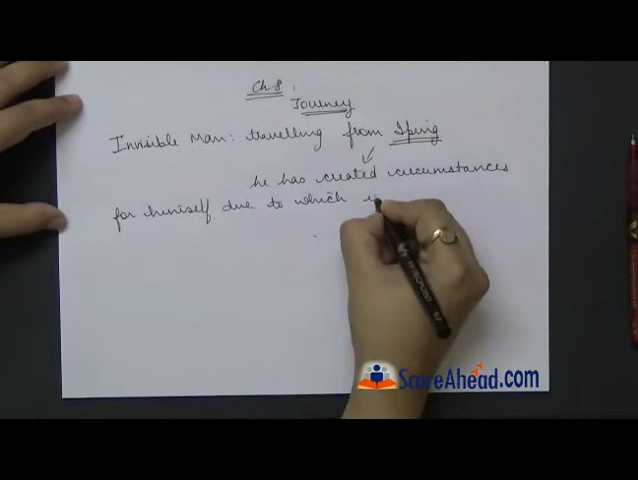 Ch-8
Journey
Invisible Man: travelling from Iping
he has created circumstances
for himself due to which i
ScoreAhead.com